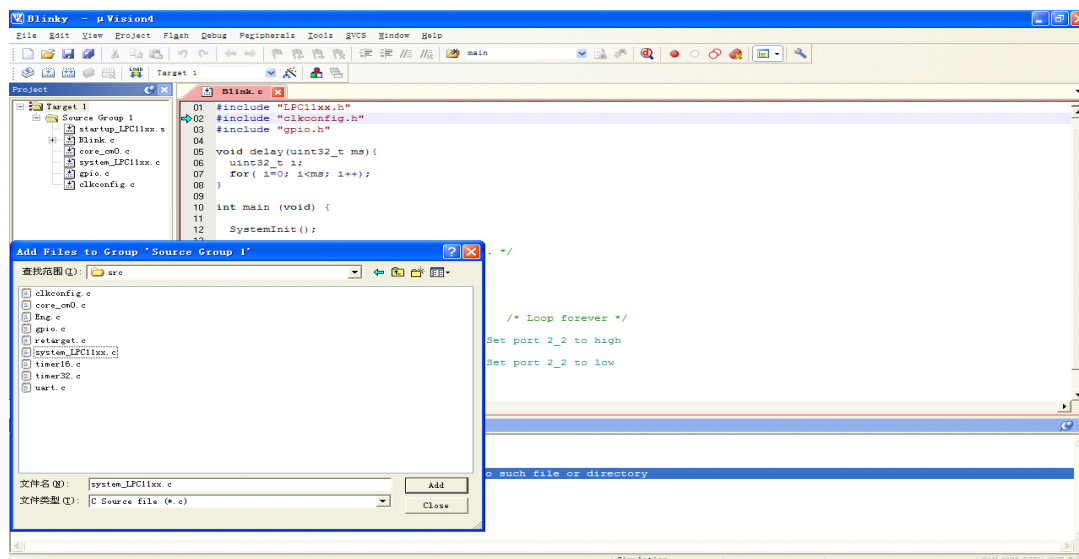 Blinky - µVision4
File Edit View Project Flash Debug Peripherals Tools SVCS Window Help
main
LOAD Target 1
Project
Blink.c
Target 1
Source Group 1
startup_LPC11xx.s
Blink.c
core_cm0.c
system_LPC11xx.c
gpio.c
clkconfig.c
01 #include "LPC11xx.h"
02 #include "clkconfig.h"
03 #include "gpio.h"
04
05 void delay(uint32_t ms){
06 uint32_t i;
07 for( i=0; i<ms; i++);
08 }
09
10 int main (void) {
11
12 SystemInit();
. */
/* Loop forever */
Set port 2_2 to high
Set port 2_2 to low
o such file or directory
Add Files to Group 'Source Group 1'
查找范围(I): src
clkconfig.c
core_cm0.c
Eng.c
gpio.c
retarget.c
system_LPC11xx.c
timer16.c
timer32.c
uart.c
文件名(N): system_LPC11xx.c Add
文件类型(T): C Source file (*.c) Close